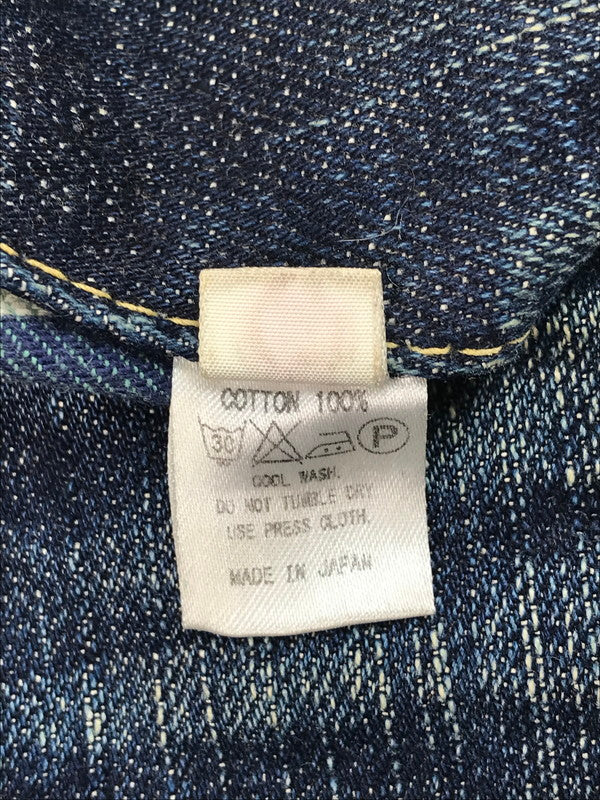 COTTON 100%
30 P
COOL WASH.
DO NOT TUMBLE DRY
USE PRESS CLOTH.
MADE IN JAPAN